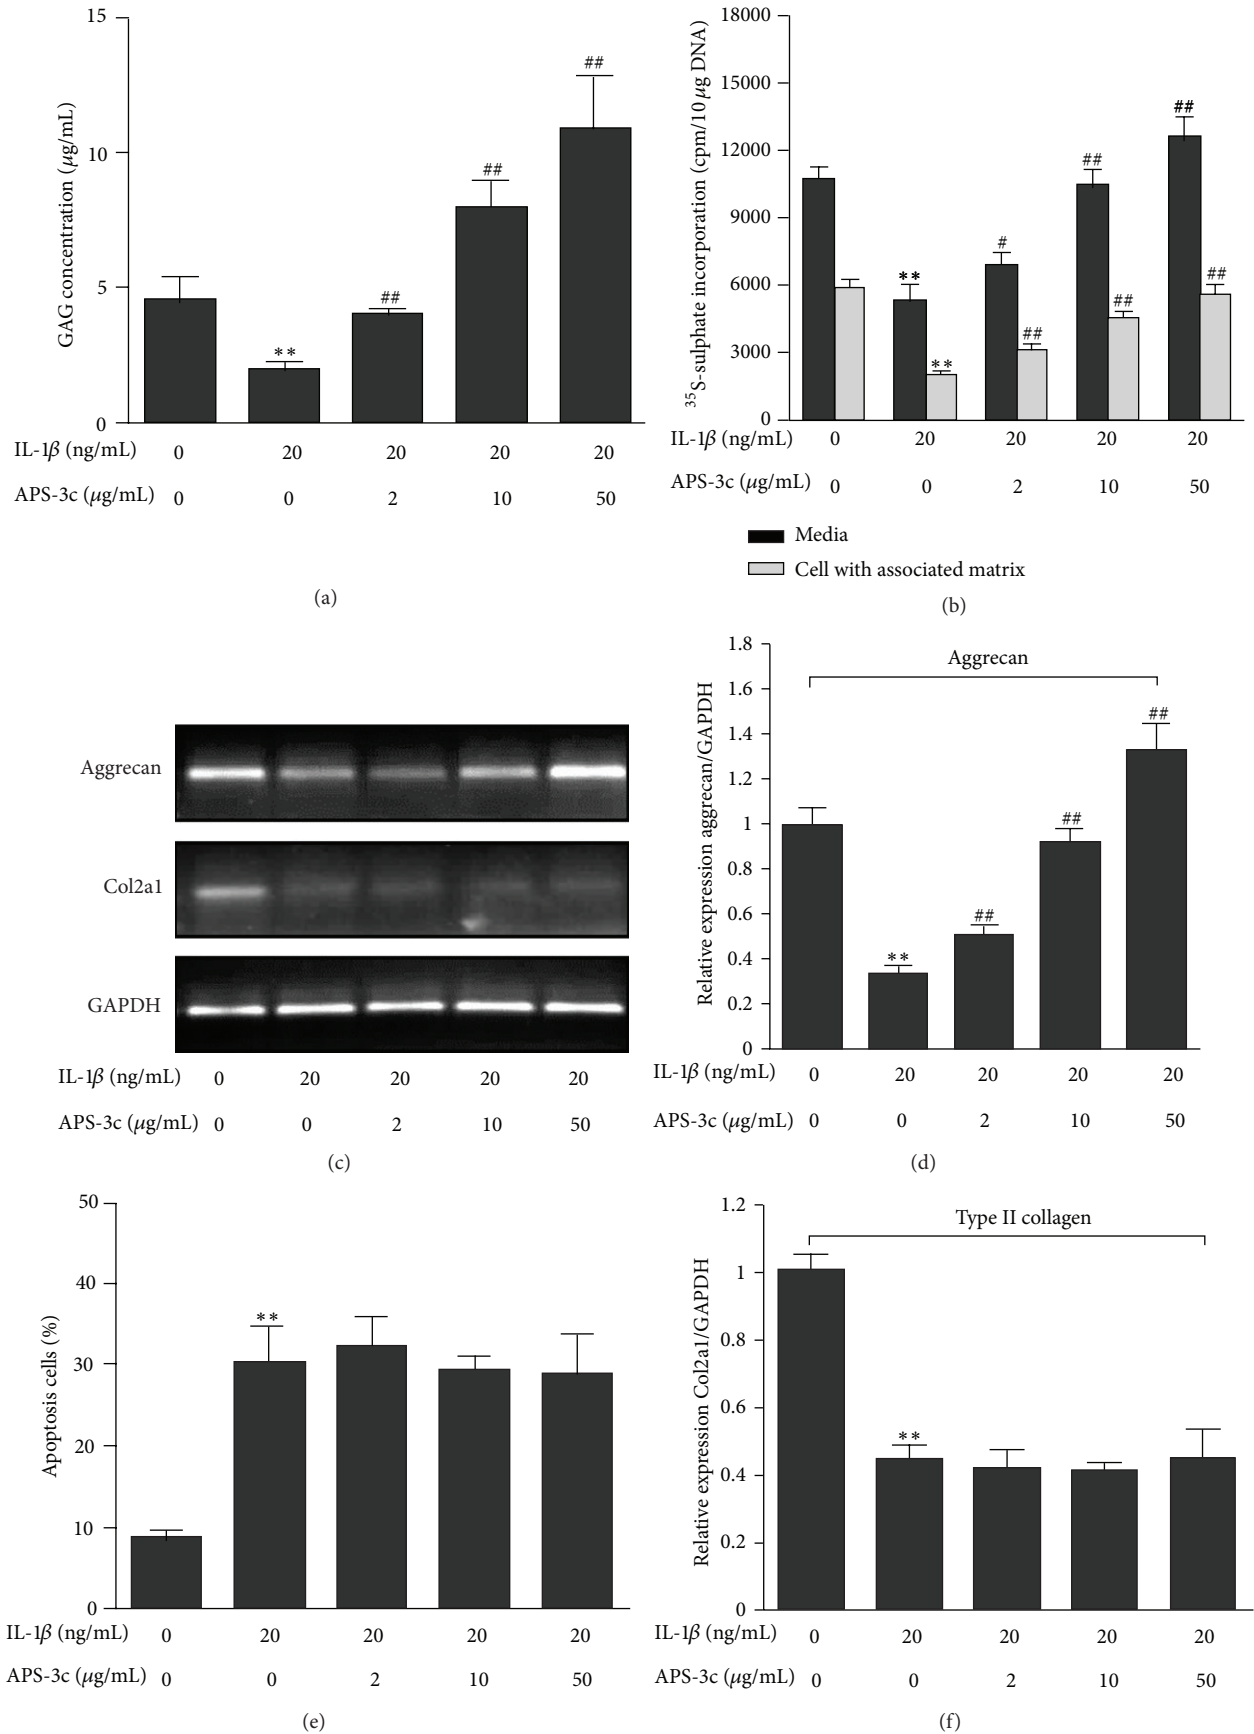 15
10
5
0
GAG concentration (μg/mL)
**
##
##
##
IL-1β (ng/mL) 0 20 20 20 20
APS-3c (μg/mL) 0 0 2 10 50
(a)
18000
15000
12000
9000
6000
3000
0
³⁵S-sulphate incorporation (cpm/10 μg DNA)
**
**
#
##
##
##
##
##
IL-1β (ng/mL) 0 20 20 20 20
APS-3c (μg/mL) 0 0 2 10 50
Media
Cell with associated matrix
(b)
Aggrecan
Col2a1
GAPDH
IL-1β (ng/mL) 0 20 20 20 20
APS-3c (μg/mL) 0 0 2 10 50
(c)
1.8
1.6
1.4
1.2
1
0.8
0.6
0.4
0.2
0
Relative expression aggrecan/GAPDH
Aggrecan
**
##
##
##
IL-1β (ng/mL) 0 20 20 20 20
APS-3c (μg/mL) 0 0 2 10 50
(d)
50
40
30
20
10
0
Apoptosis cells (%)
**
IL-1β (ng/mL) 0 20 20 20 20
APS-3c (μg/mL) 0 0 2 10 50
(e)
1.2
1
0.8
0.6
0.4
0.2
0
Relative expression Col2a1/GAPDH
Type II collagen
**
IL-1β (ng/mL) 0 20 20 20 20
APS-3c (μg/mL) 0 0 2 10 50
(f)